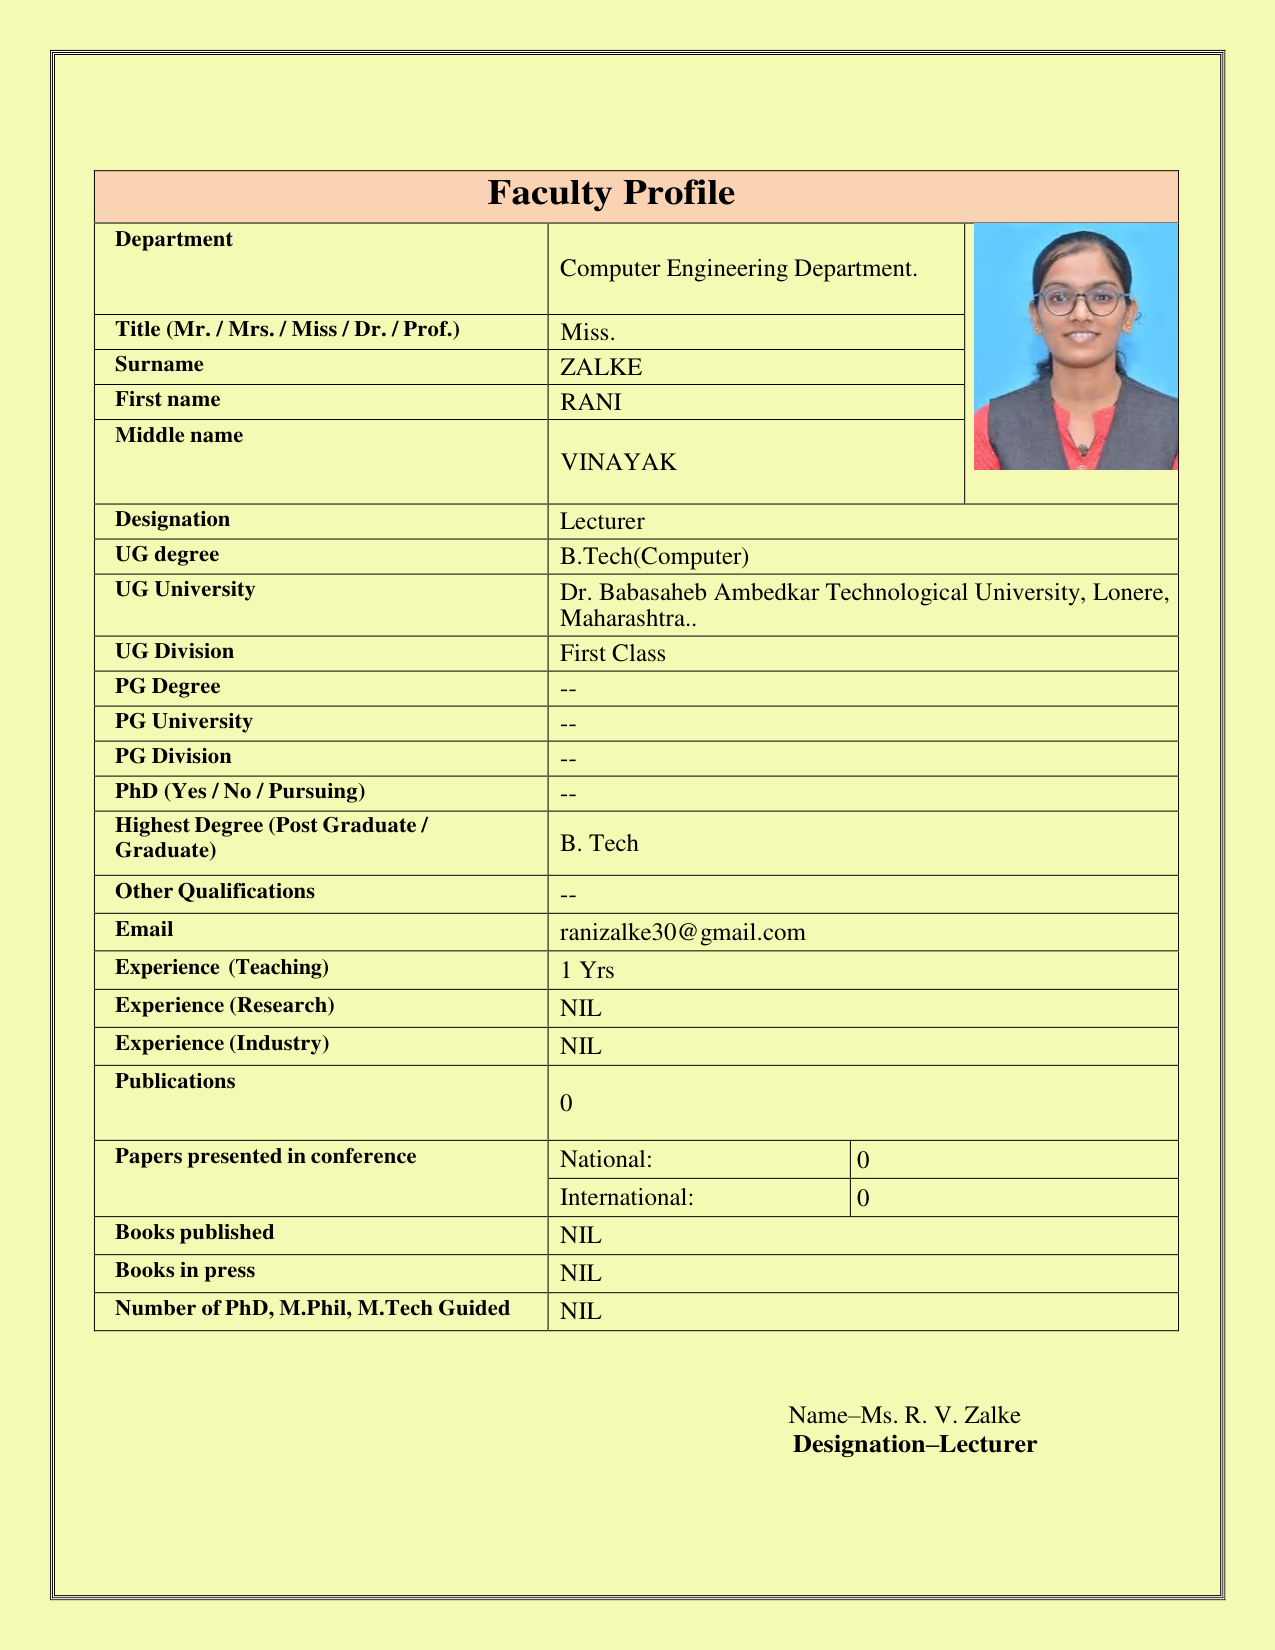 Faculty Profile
Department
Computer Engineering Department.
Title (Mr. / Mrs. / Miss / Dr. / Prof.)
Miss.
Surname
ZALKE
First name
RANI
Middle name
VINAYAK
Designation
Lecturer
UG degree
B.Tech(Computer)
UG University
Dr. Babasaheb Ambedkar Technological University, Lonere,
Maharashtra..
UG Division
First Class
PG Degree
--
PG University
--
PG Division
--
PhD (Yes / No / Pursuing)
--
Highest Degree (Post Graduate /
Graduate)
B. Tech
Other Qualifications
--
Email
ranizalke30@gmail.com
Experience (Teaching)
1 Yrs
Experience (Research)
NIL
Experience (Industry)
NIL
Publications
0
Papers presented in conference
National:
0
International:
0
Books published
NIL
Books in press
NIL
Number of PhD, M.Phil, M.Tech Guided
NIL
Name–Ms. R. V. Zalke
Designation–Lecturer